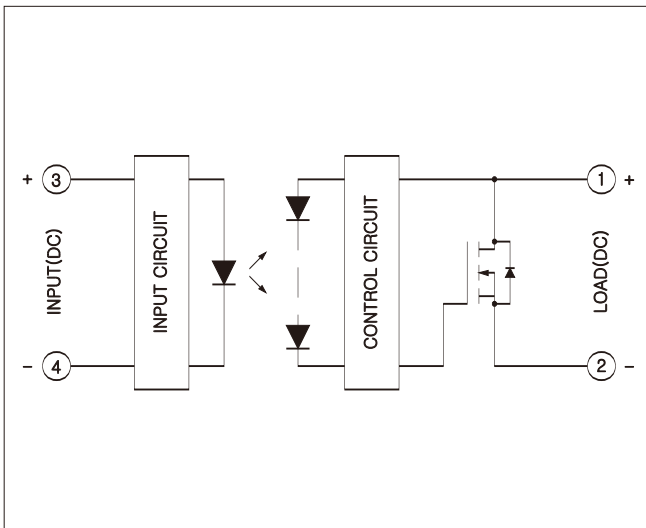 + 3
INPUT(DC)
- 4
INPUT CIRCUIT
CONTROL CIRCUIT
1 +
LOAD(DC)
2 -